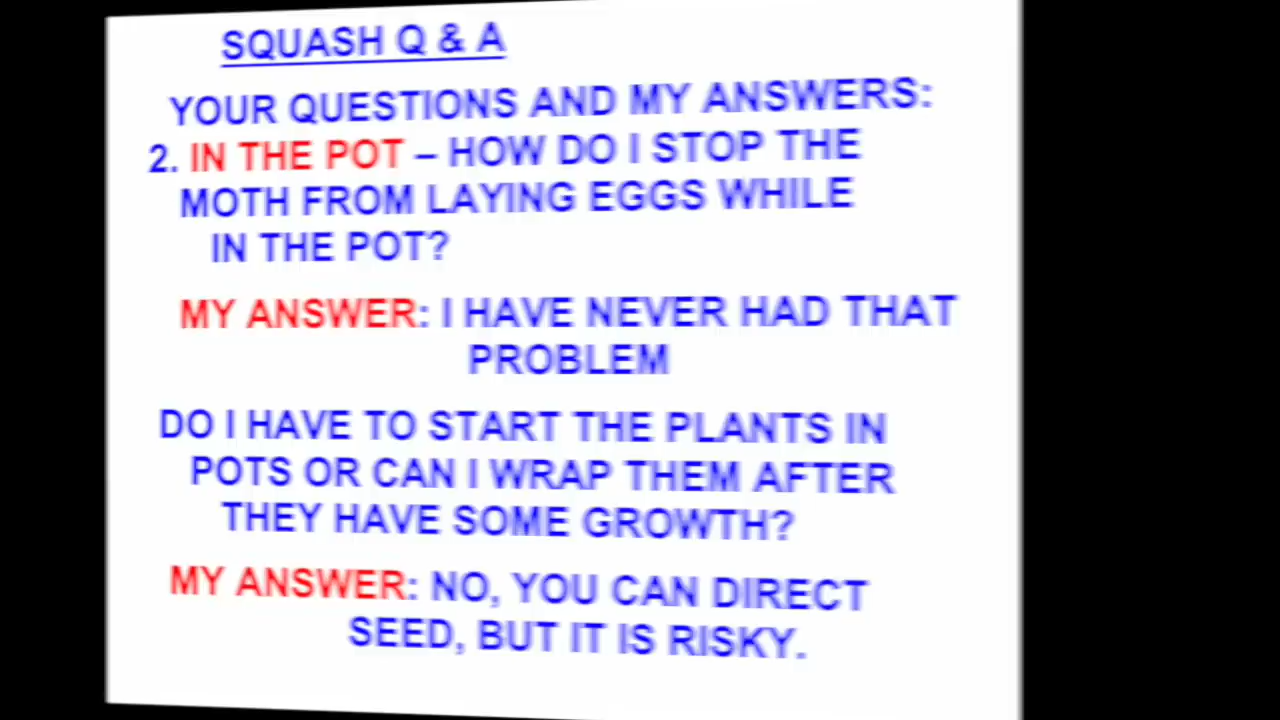 SQUASH Q & A
YOUR QUESTIONS AND MY ANSWERS:
2. IN THE POT – HOW DO I STOP THE
MOTH FROM LAYING EGGS WHILE
IN THE POT?
MY ANSWER: I HAVE NEVER HAD THAT
PROBLEM
DO I HAVE TO START THE PLANTS IN
POTS OR CAN I WRAP THEM AFTER
THEY HAVE SOME GROWTH?
MY ANSWER: NO, YOU CAN DIRECT
SEED, BUT IT IS RISKY.